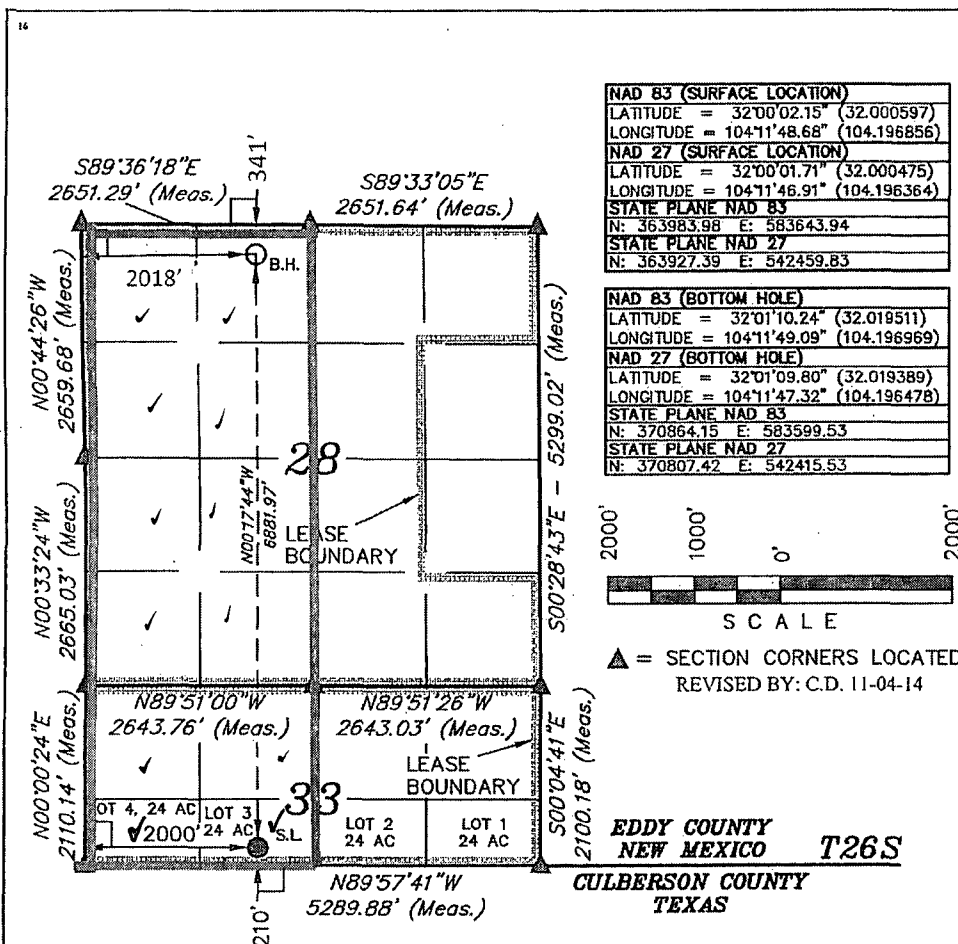 16
S89°36'18"E
2651.29' (Meas.)
341'
S89°33'05"E
2651.64' (Meas.)
B.H.
2018'
N00°44'26"W
2659.68' (Meas.)
28
N00°17'44"W
6881.97'
LEASE
BOUNDARY
S00°28'43"E - 5299.02' (Meas.)
N00°33'24"W
2665.03' (Meas.)
N89°51'00"W
2643.76' (Meas.)
N89°51'26"W
2643.03' (Meas.)
LEASE
BOUNDARY
N00°00'24"E
2110.14' (Meas.)
33
OT 4, 24 AC
LOT 3
24 AC
LOT 2
24 AC
LOT 1
24 AC
2000'
S.L.
S00°04'41"E
2100.18' (Meas.)
N89°57'41"W
5289.88' (Meas.)
210'
NAD 83 (SURFACE LOCATION)
LATITUDE = 32°00'02.15" (32.000597)
LONGITUDE = 104°11'48.68" (104.196856)
NAD 27 (SURFACE LOCATION)
LATITUDE = 32°00'01.71" (32.000475)
LONGITUDE = 104°11'46.91" (104.196364)
STATE PLANE NAD 83
N: 363983.98 E: 583643.94
STATE PLANE NAD 27
N: 363927.39 E: 542459.83
NAD 83 (BOTTOM HOLE)
LATITUDE = 32°01'10.24" (32.019511)
LONGITUDE = 104°11'49.09" (104.196969)
NAD 27 (BOTTOM HOLE)
LATITUDE = 32°01'09.80" (32.019389)
LONGITUDE = 104°11'47.32" (104.196478)
STATE PLANE NAD 83
N: 370864.15 E: 583599.53
STATE PLANE NAD 27
N: 370807.42 E: 542415.53
2000'
1000'
0'
2000'
SCALE
▲ = SECTION CORNERS LOCATED
REVISED BY: C.D. 11-04-14
EDDY COUNTY
NEW MEXICO
T26S
CULBERSON COUNTY
TEXAS